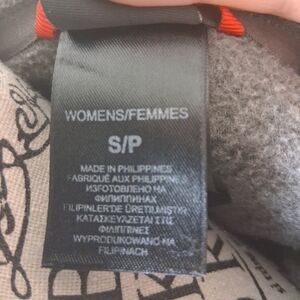 WOMENS/FEMMES
S/P
MADE IN PHILIPPINES
FABRIQUÉ AUX PHILIPPINES
ИЗГОТОВЛЕНО НА
ФИЛИППИНАХ
FILIPINLER'DE ÜRETILMIŞTIR
ΚΑΤΑΣΚΕΥΑΖΕΤΑΙ ΣΤΙΣ
ΦΙΛΙΠΠΙΝΕΣ
WYPRODUKOWANO NA
FILIPINACH